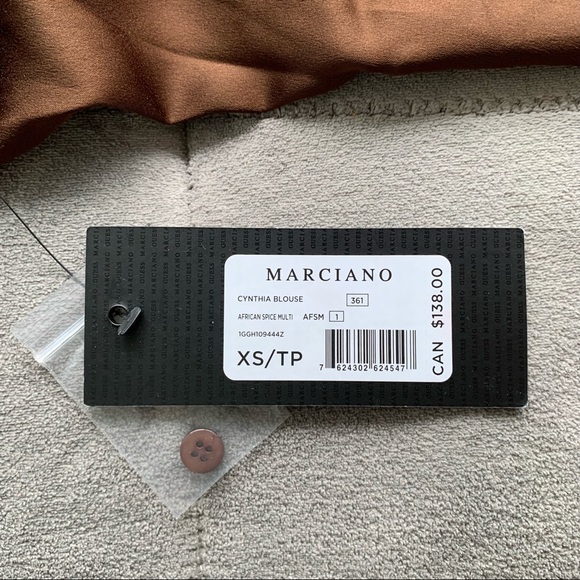 MARCIANO
CYNTHIA BLOUSE 361
AFRICAN SPICE MULTI AFSM 1
1GGH109444Z
XS/TP
7 624302 624547
CAN $138.00